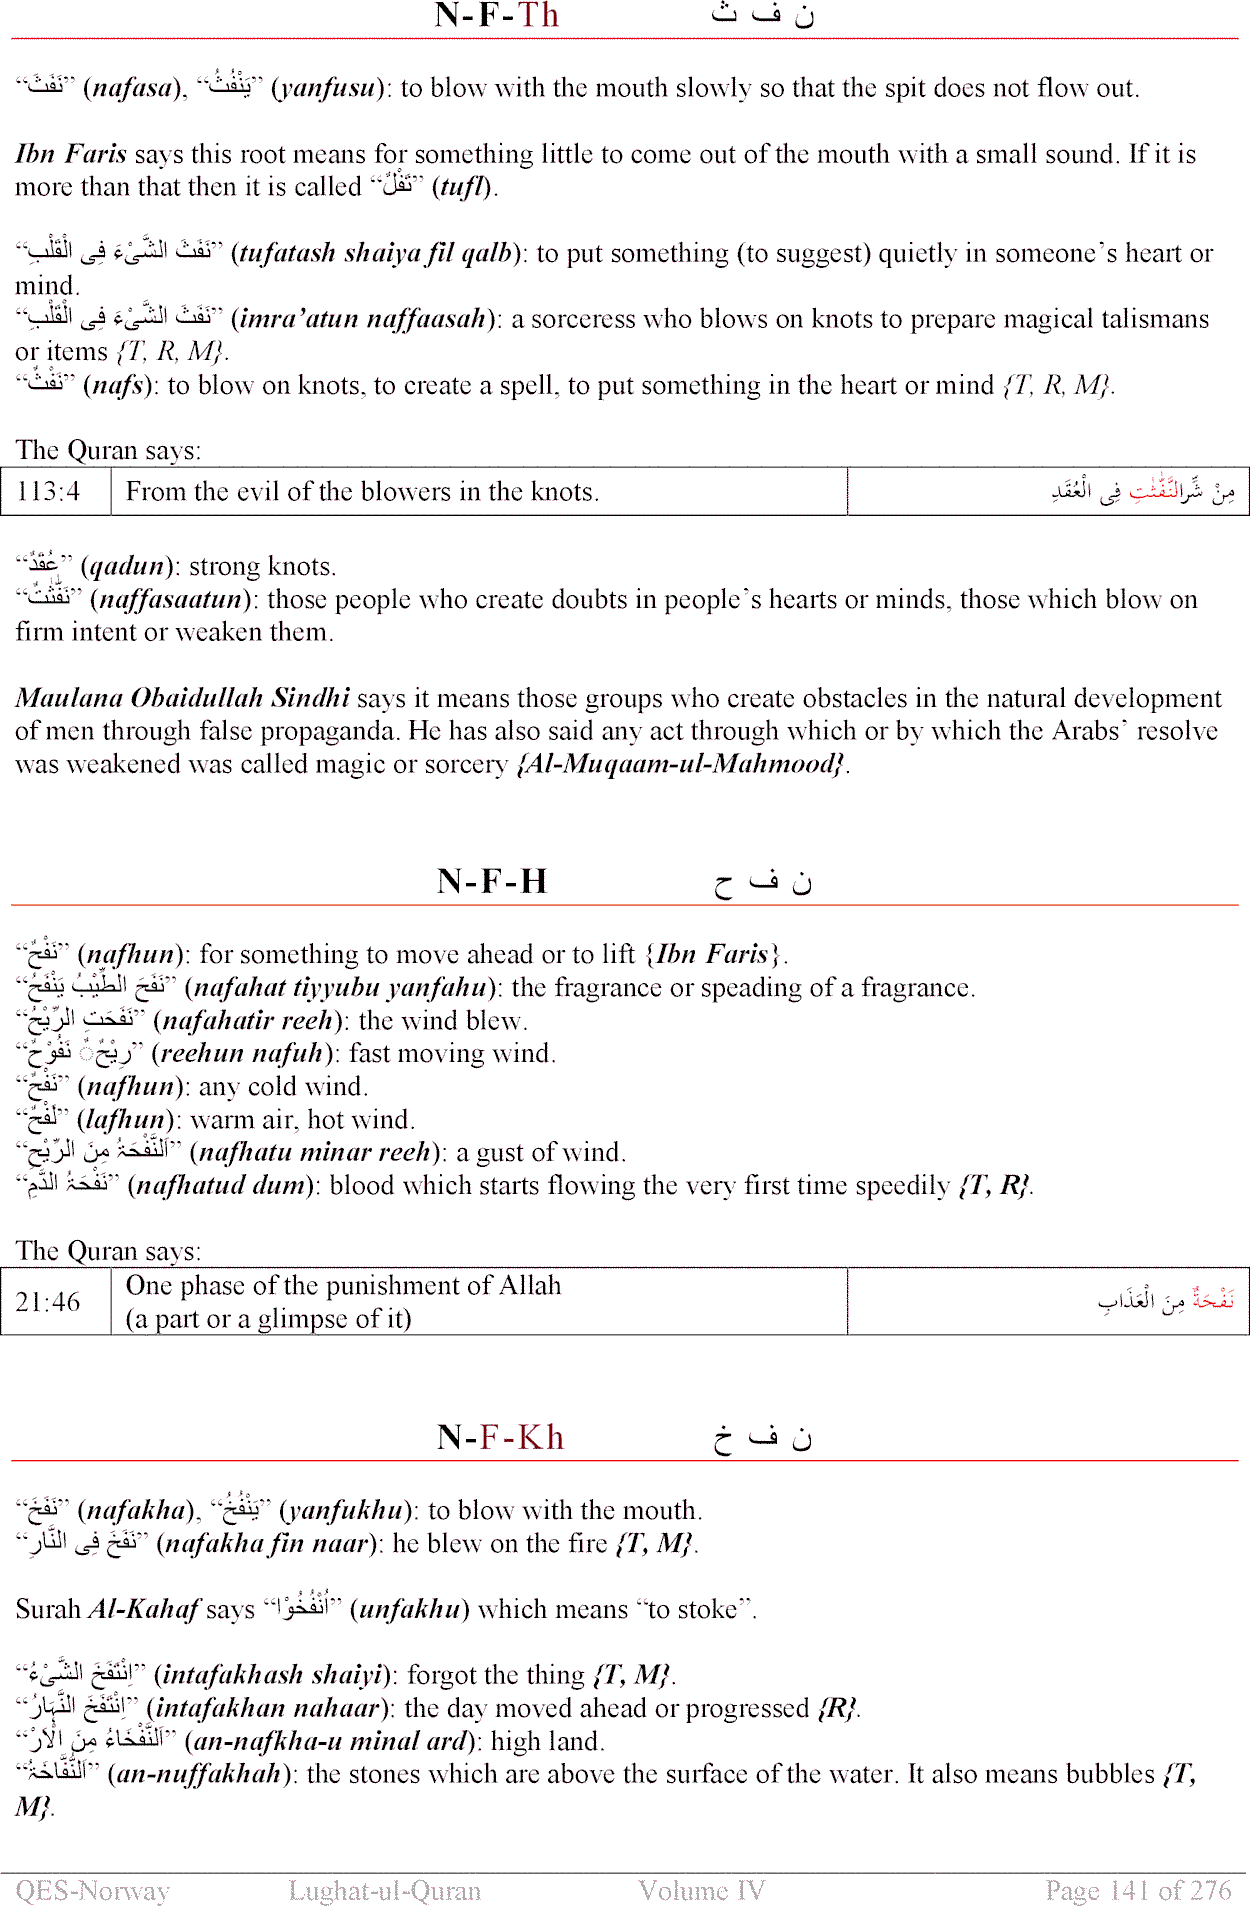 N-F-Th ن ف ث
“نَفَثَ” (nafasa), “يَنْفُثُ” (yanfusu): to blow with the mouth slowly so that the spit does not flow out.
Ibn Faris says this root means for something little to come out of the mouth with a small sound. If it is
more than that then it is called “تَفْلٌ” (tufl).
“نَفَثَ الشَّیْءَ فِی الْقَلْبِ” (tufatash shaiya fil qalb): to put something (to suggest) quietly in someone’s heart or
mind.
“نَفَثَ الشَّیْءَ فِی الْقَلْبِ” (imra’atun naffaasah): a sorceress who blows on knots to prepare magical talismans
or items {T, R, M}.
“نَفْثٌ” (nafs): to blow on knots, to create a spell, to put something in the heart or mind {T, R, M}.
The Quran says:
113:4 From the evil of the blowers in the knots. مِنْ شَّرِالنَّفّٰثٰتِ فِی الْعُقَدِ
“عُقَدٌ” (qadun): strong knots.
“نَفّٰثٰتٌ” (naffasaatun): those people who create doubts in people’s hearts or minds, those which blow on
firm intent or weaken them.
Maulana Obaidullah Sindhi says it means those groups who create obstacles in the natural development
of men through false propaganda. He has also said any act through which or by which the Arabs’ resolve
was weakened was called magic or sorcery {Al-Muqaam-ul-Mahmood}.
N-F-H ن ف ح
“نَفْحٌ” (nafhun): for something to move ahead or to lift {Ibn Faris}.
“نَفَحَ الطِّيْبُ يَنْفَحُ” (nafahat tiyyubu yanfahu): the fragrance or speading of a fragrance.
“نَفَحَتِ الرِّيْحُ” (nafahatir reeh): the wind blew.
“رِيْحٌ نَفُوْحٌ” (reehun nafuh): fast moving wind.
“نَفْحٌ” (nafhun): any cold wind.
“لَفْحٌ” (lafhun): warm air, hot wind.
“اَلنَّفْحَۃُ مِنَ الرِّيْحِ” (nafhatu minar reeh): a gust of wind.
“نَفْحَۃُ الدَّمِ” (nafhatud dum): blood which starts flowing the very first time speedily {T, R}.
The Quran says:
21:46 One phase of the punishment of Allah نَفْحَةٌ مِنَ الْعَذَابِ
(a part or a glimpse of it)
N-F-Kh ن ف خ
“نَفَخَ” (nafakha), “يَنْفُخُ” (yanfukhu): to blow with the mouth.
“نَفَخَ فِی النَّارِ” (nafakha fin naar): he blew on the fire {T, M}.
Surah Al-Kahaf says “اُنْفُخُوْا” (unfakhu) which means “to stoke”.
“اِنْتَفَخَ الشَّیْءُ” (intafakhash shaiyi): forgot the thing {T, M}.
“اِنْتَفَخَ النَّہَارُ” (intafakhan nahaar): the day moved ahead or progressed {R}.
“اَلنَّفْخَاءُ مِنَ الْاَرْ” (an-nafkha-u minal ard): high land.
“اَلنُّفَّاخَۃُ” (an-nuffakhah): the stones which are above the surface of the water. It also means bubbles {T,
M}.
QES-Norway Lughat-ul-Quran Volume IV Page 141 of 276